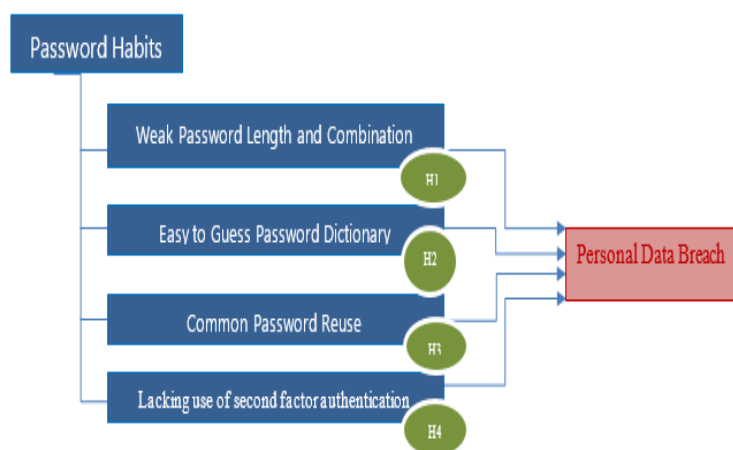 Password Habits
Weak Password Length and Combination
H1
Easy to Guess Password Dictionary
H2
Personal Data Breach
Common Password Reuse
H3
Lacking use of second factor authentication
H4